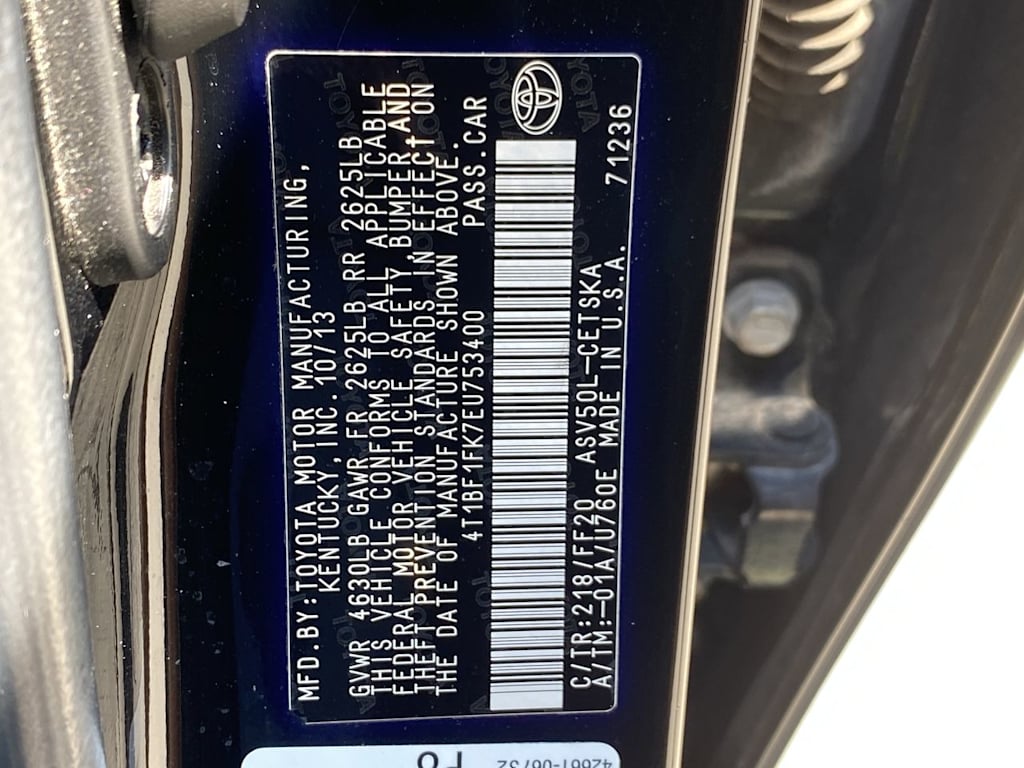 MFD.BY:TOYOTA MOTOR MANUFACTURING,
KENTUCKY, INC. 10/13
GVWR 4630LB GAWR FR 2625LB RR 2625LB
THIS VEHICLE CONFORMS TO ALL APPLICABLE
FEDERAL MOTOR VEHICLE SAFETY, BUMPER, AND
THEFT PREVENTION STANDARDS IN EFFECT ON
THE DATE OF MANUFACTURE SHOWN ABOVE.
4T1BF1FK7EU753400 PASS.CAR
C/TR:218/FF20 ASV50L-CETSKA
A/TM:-01A/U760E MADE IN U.S.A. 71236
42661-06732